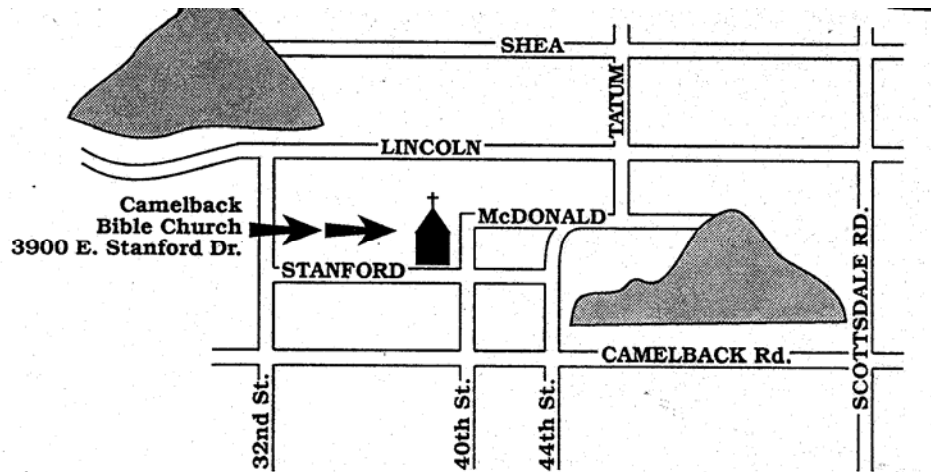 SHEA
TATUM
LINCOLN
Camelback
Bible Church
3900 E. Stanford Dr.
McDONALD
STANFORD
SCOTTSDALE RD.
CAMELBACK Rd.
32nd St.
40th St.
44th St.